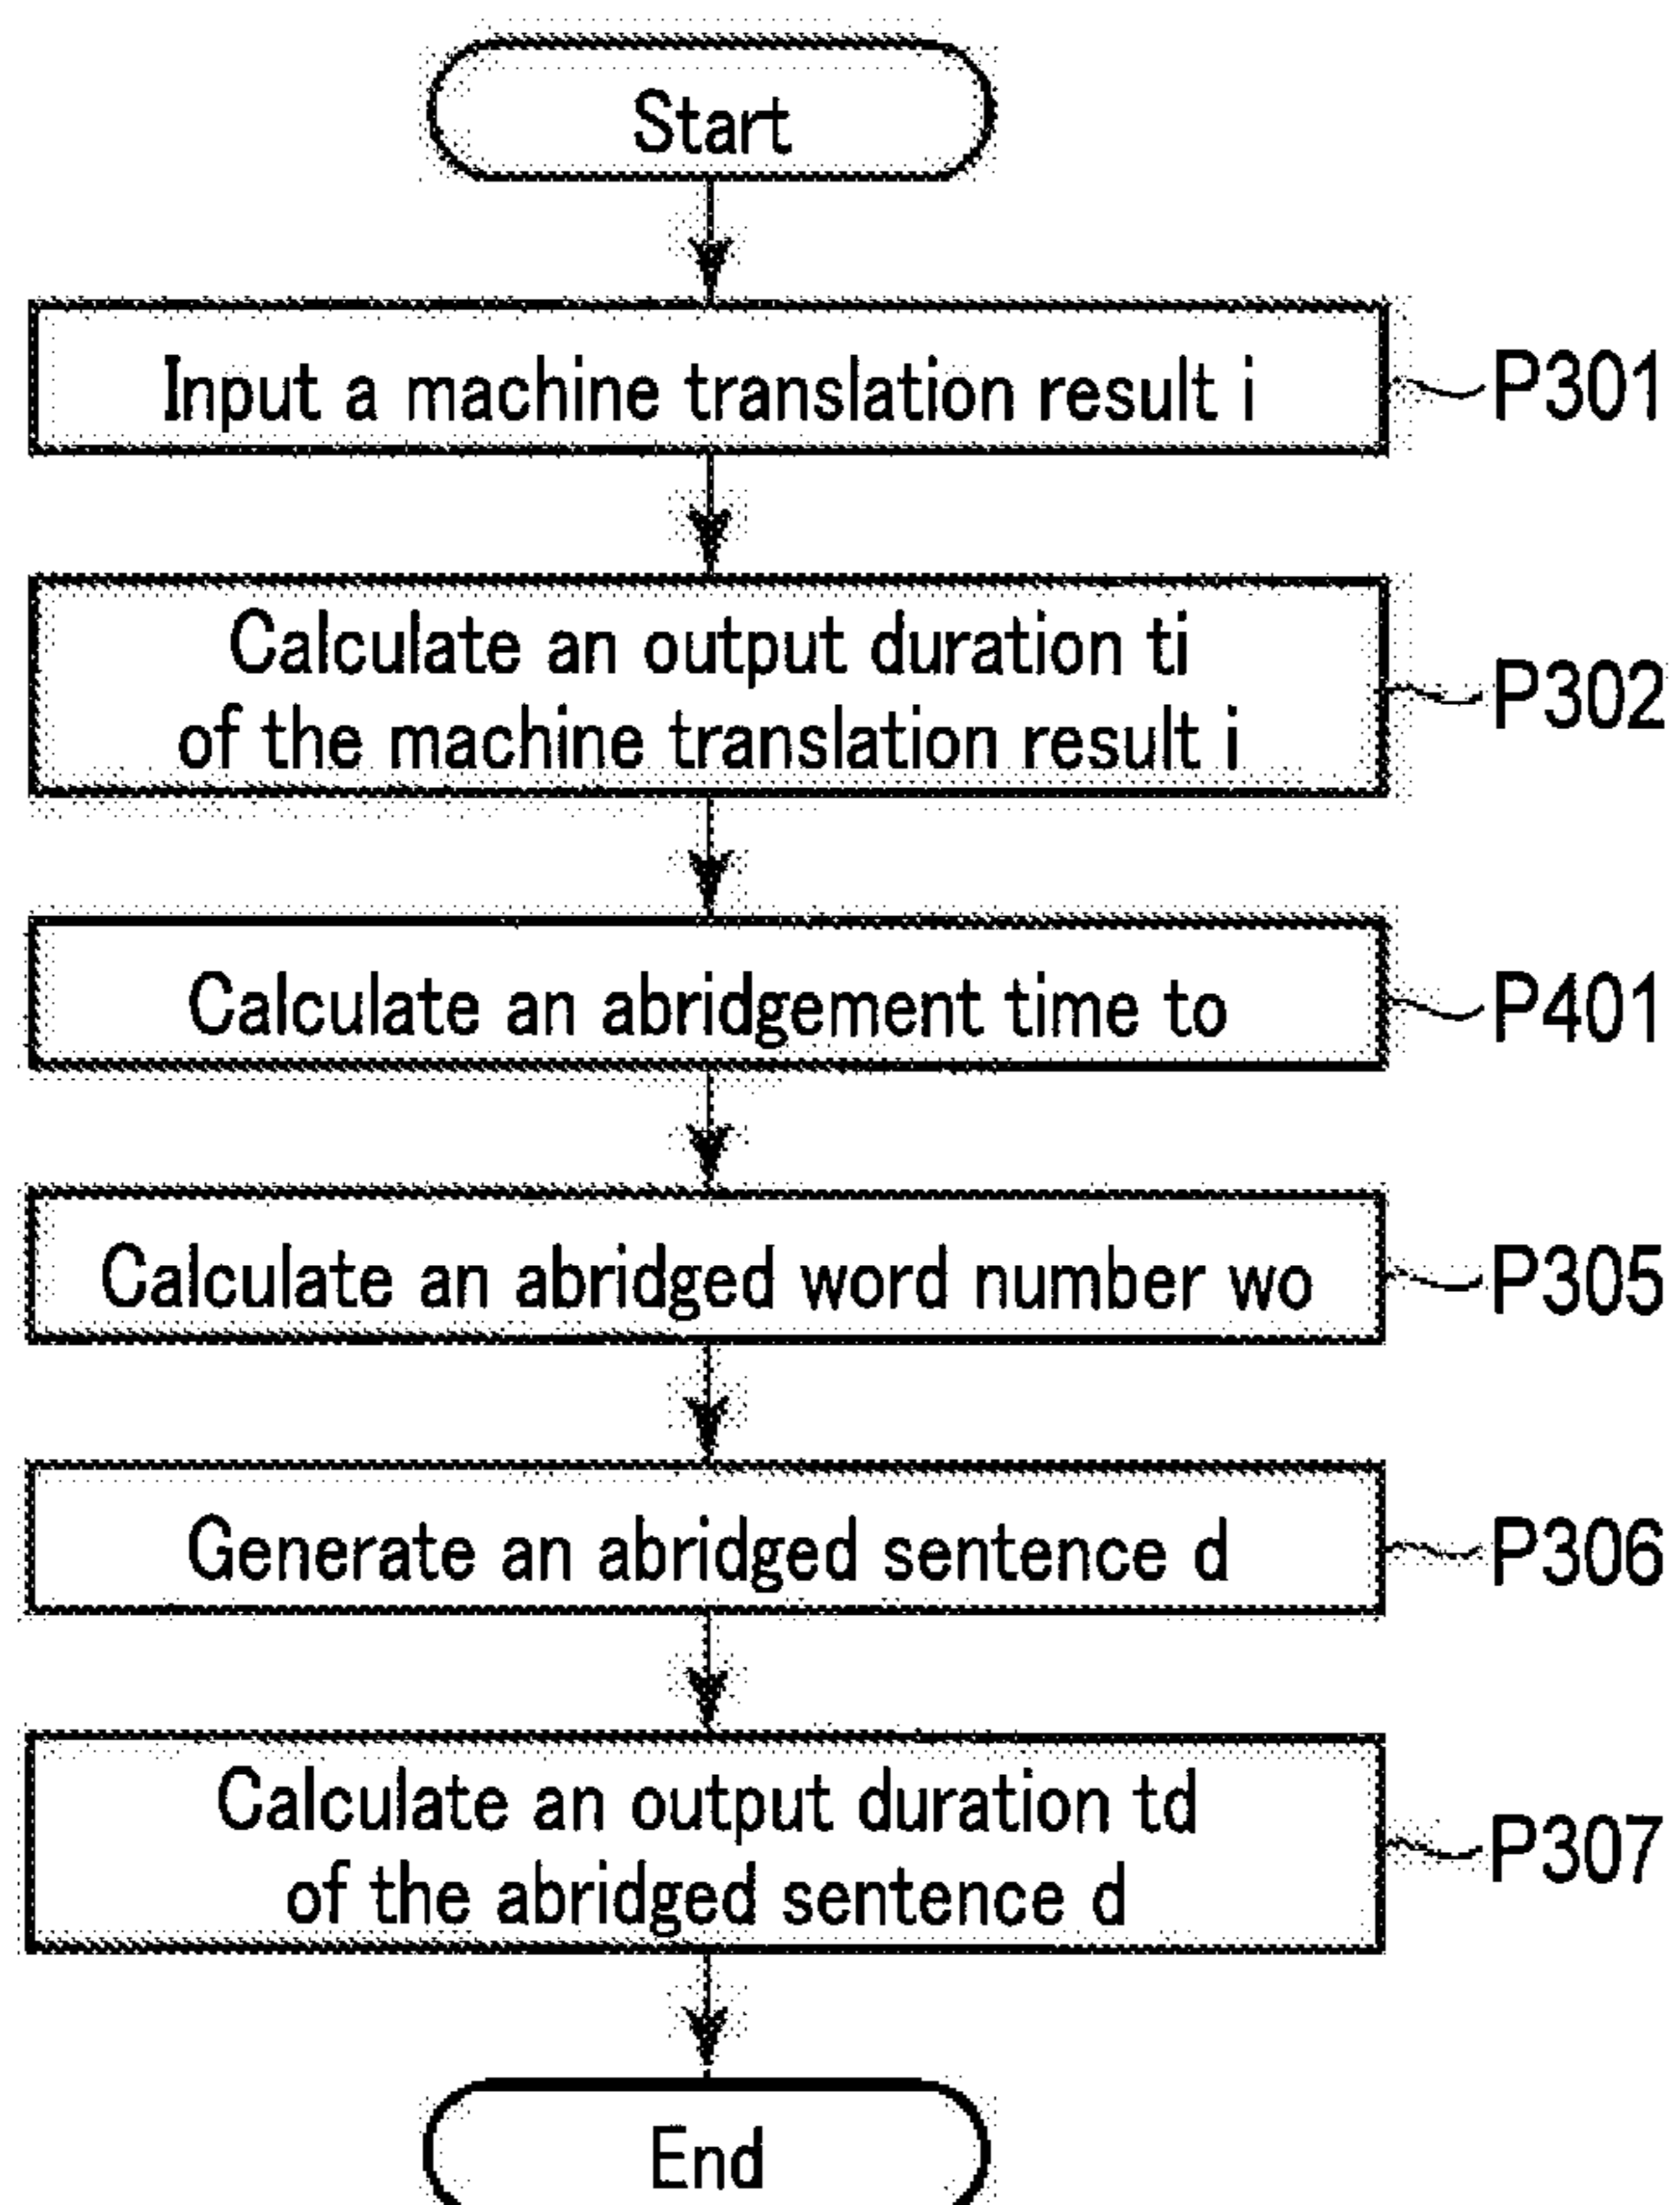 Start
Input a machine translation result i
P301
Calculate an output duration ti
of the machine translation result i
P302
Calculate an abridgement time to
P401
Calculate an abridged word number wo
P305
Generate an abridged sentence d
P306
Calculate an output duration td
of the abridged sentence d
P307
End